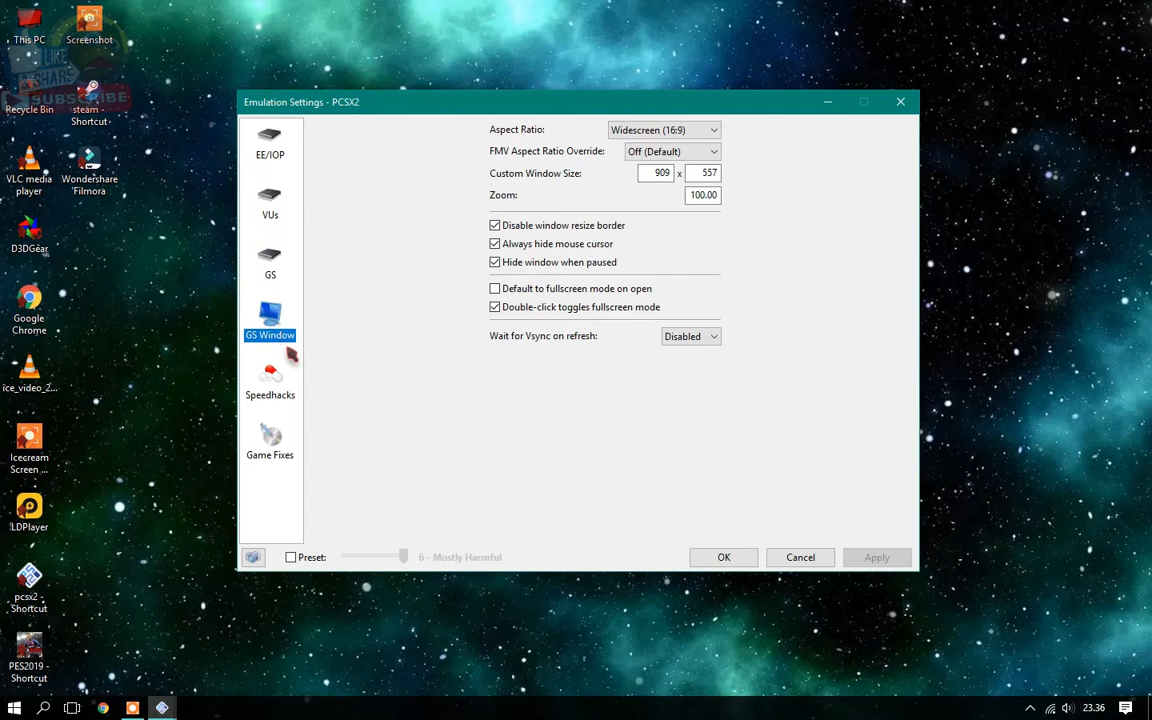 This PC
Screenshot
LIKE
SHARE
SUBSCRIBE
Recycle Bin
steam -
Shortcut
VLC media
player
Wondershare
Filmora
D3DGear
Google
Chrome
ice_video_2...
Icecream
Screen ...
LDPlayer
pcsx2 -
Shortcut
PES2019 -
Shortcut
Emulation Settings - PCSX2
EE/IOP
VUs
GS
GS Window
Speedhacks
Game Fixes
Aspect Ratio: Widescreen (16:9)
FMV Aspect Ratio Override: Off (Default)
Custom Window Size: 909 x 557
Zoom: 100.00
Disable window resize border
Always hide mouse cursor
Hide window when paused
Default to fullscreen mode on open
Double-click toggles fullscreen mode
Wait for Vsync on refresh: Disabled
Preset: 6 - Mostly Harmful
OK Cancel Apply
23.36